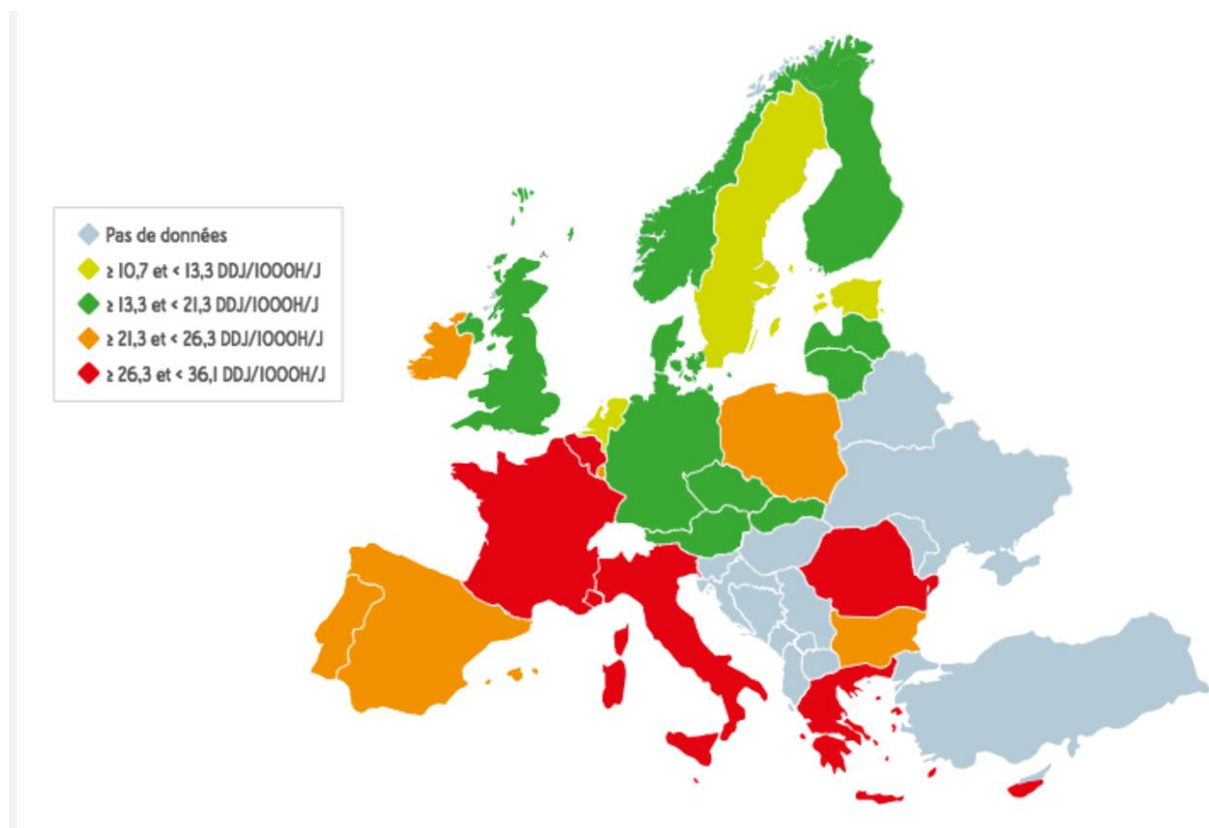 Pas de données
≥ 10,7 et < 13,3 DDJ/1000H/J
≥ 13,3 et < 21,3 DDJ/1000H/J
≥ 21,3 et < 26,3 DDJ/1000H/J
≥ 26,3 et < 36,1 DDJ/1000H/J